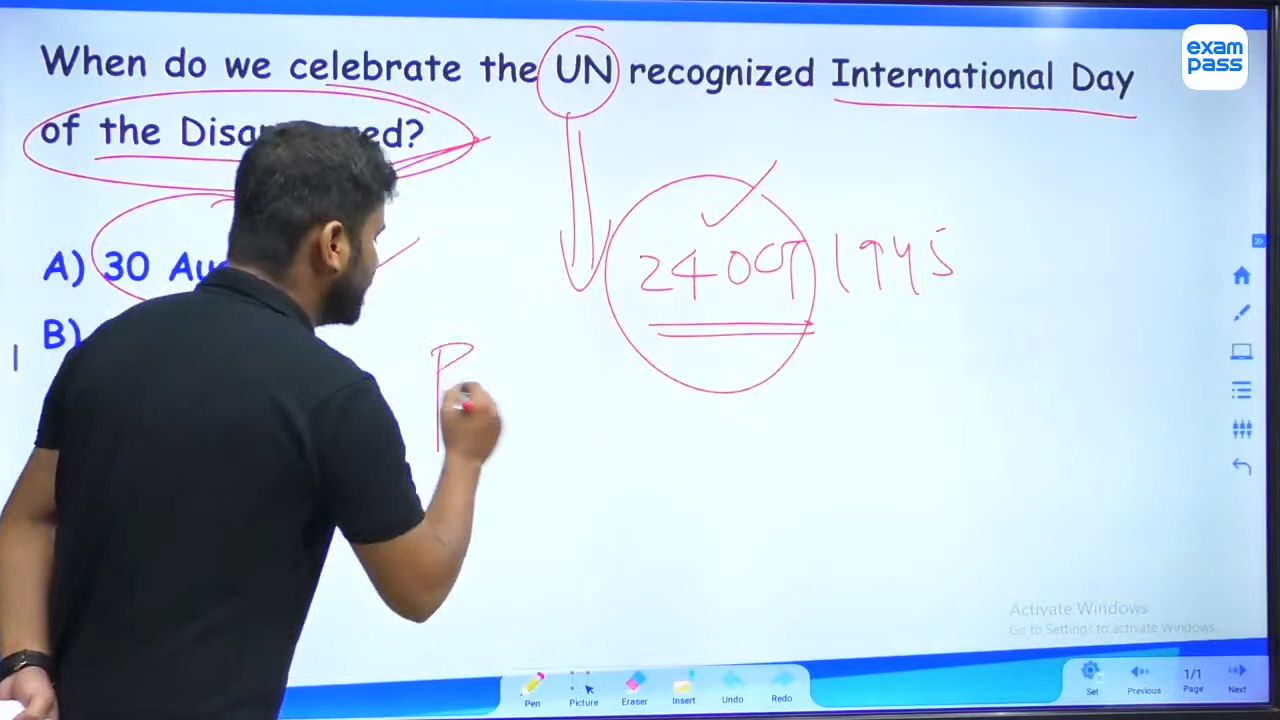 When do we celebrate the UN recognized International Day
of the Disa ed?
exam
pass
A) 30 Au
24 Oct 1945
B)
P
Activate Windows
Go to Settings to activate Windows.
Pen
Picture
Eraser
Insert
Undo
Redo
Set
Previous
1/1
Page
Next